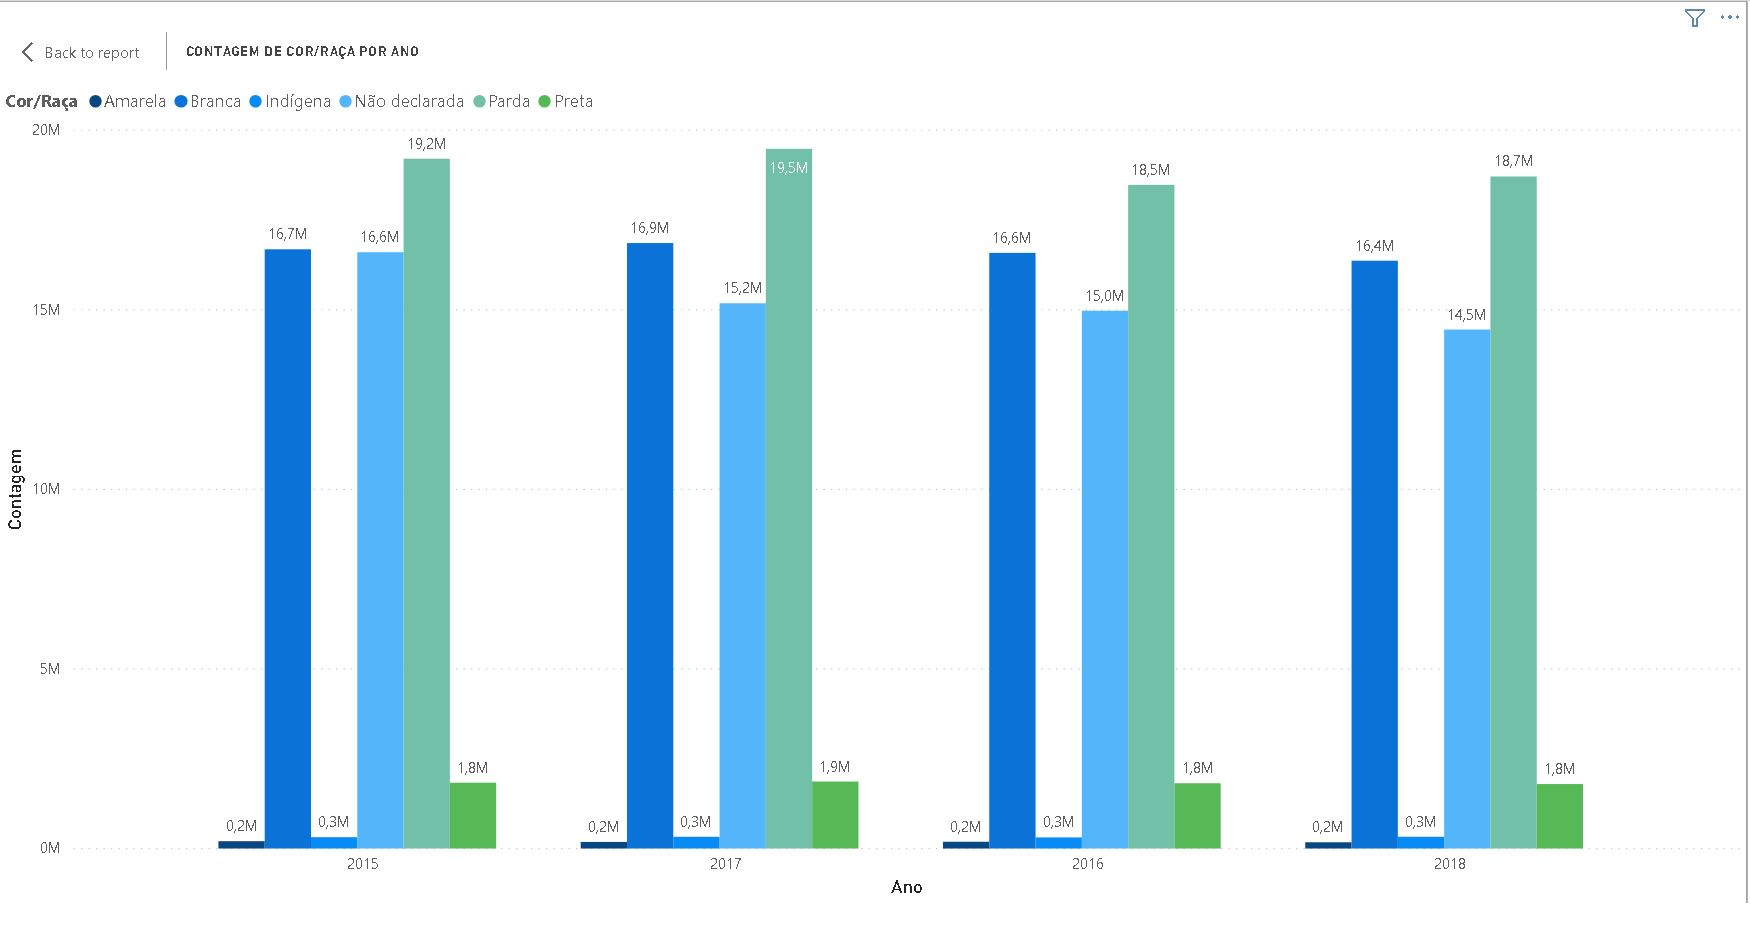 Back to report
CONTAGEM DE COR/RAÇA POR ANO
Cor/Raça Amarela Branca Indígena Não declarada Parda Preta
20M
15M
10M
5M
0M
Contagem
0,2M 16,7M 0,3M 16,6M 19,2M 1,8M
0,2M 16,9M 0,3M 15,2M 19,5M 1,9M
0,2M 16,6M 0,3M 15,0M 18,5M 1,8M
0,2M 16,4M 0,3M 14,5M 18,7M 1,8M
2015 2017 2016 2018
Ano